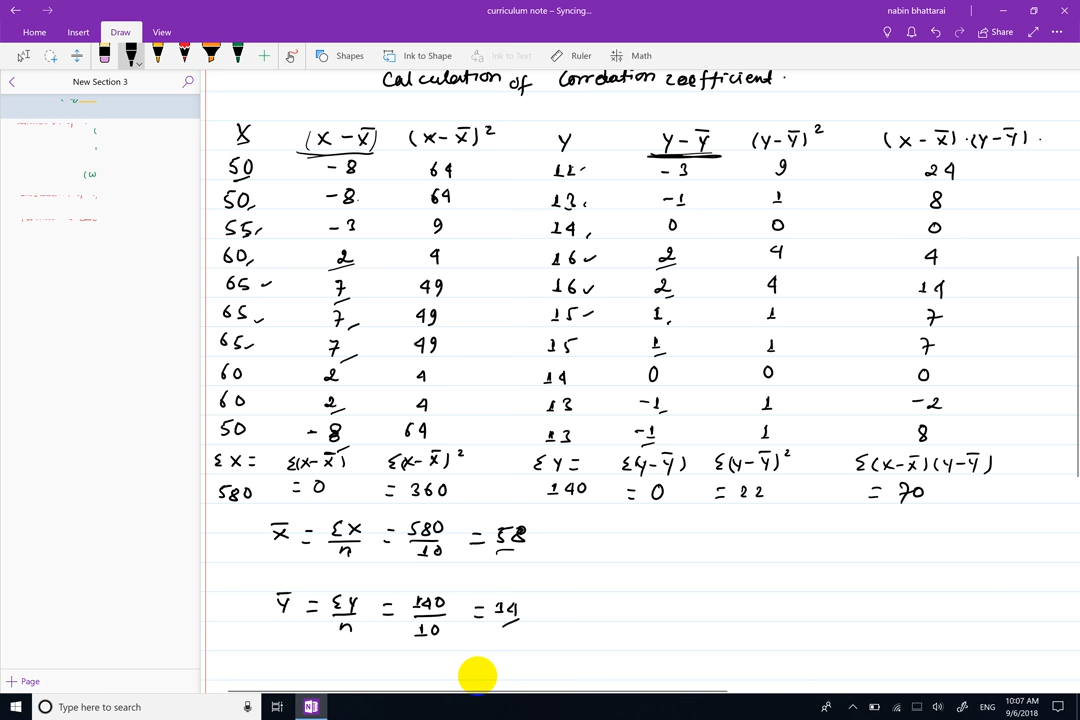 curriculum note – Syncing...
nabin bhattarai
Home Insert Draw View
Share
Shapes Ink to Shape Ink to Text Ruler Math
New Section 3
Calculation of Correlation coefficient.
X (X - X̄) (X - X̄)² Y Y - Ȳ (Y - Ȳ)² (X - X̄)·(Y - Ȳ).
50 -8 64 11 -3 9 24
50 -8 64 13 -1 1 8
55 -3 9 14 0 0 0
60 2 4 16 2 4 4
65 7 49 16 2 4 14
65 7 49 15 1 1 7
65 7 49 15 1 1 7
60 2 4 14 0 0 0
60 2 4 13 -1 1 -2
50 -8 64 13 -1 1 8
ΣX = Σ(X - X̄) Σ(X - X̄)² ΣY = Σ(Y - Ȳ) Σ(Y - Ȳ)² Σ(X - X̄)(Y - Ȳ)
580 = 0 = 360 140 = 0 = 22 = 70
X̄ = ΣX/n = 580/10 = 58
Ȳ = ΣY/n = 140/10 = 14
+ Page
Type here to search
ENG
10:07 AM
9/6/2018